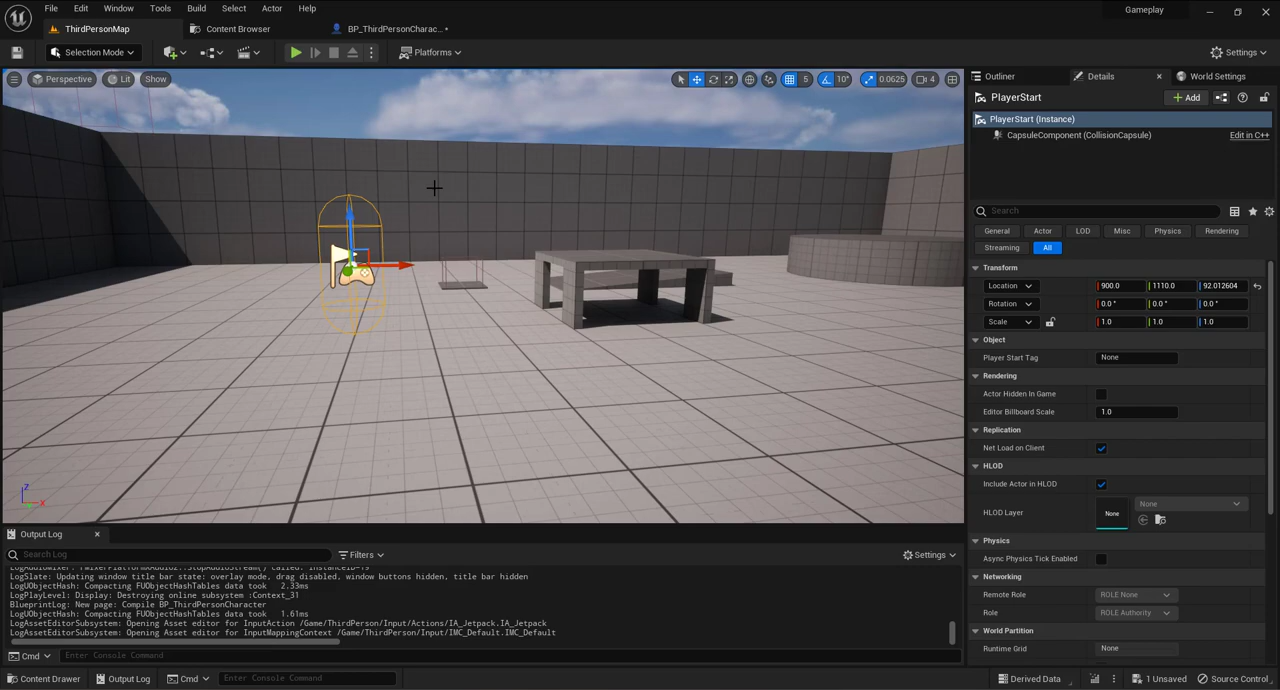 File Edit Window Tools Build Select Actor Help
Gameplay
ThirdPersonMap
Content Browser
BP_ThirdPersonCharac... •
Selection Mode
Platforms
Settings
Perspective
Lit
Show
5
10°
0.0625
4
Outliner
Details
World Settings
PlayerStart
+ Add
PlayerStart (Instance)
CapsuleComponent (CollisionCapsule)
Edit in C++
Search
General
Actor
LOD
Misc
Physics
Rendering
Streaming
All
Transform
Location
900.0
1110.0
92.012604
Rotation
0.0 °
0.0 °
0.0 °
Scale
1.0
1.0
1.0
Object
Player Start Tag
None
Rendering
Actor Hidden In Game
Editor Billboard Scale
1.0
Replication
Net Load on Client
HLOD
Include Actor in HLOD
HLOD Layer
None
None
Physics
Async Physics Tick Enabled
Networking
Remote Role
ROLE None
Role
ROLE Authority
World Partition
Runtime Grid
None
Z
X
Output Log
Search Log
Filters
Settings
LogSlate: Updating window title bar state: overlay mode, drag disabled, window buttons hidden, title bar hidden
LogUObjectHash: Compacting FUObjectHashTables data took 2.33ms
LogPlayLevel: Display: Destroying online subsystem :Context_31
BlueprintLog: New page: Compile BP_ThirdPersonCharacter
LogUObjectHash: Compacting FUObjectHashTables data took 1.61ms
LogAssetEditorSubsystem: Opening Asset editor for InputAction /Game/ThirdPerson/Input/Actions/IA_Jetpack.IA_Jetpack
LogAssetEditorSubsystem: Opening Asset editor for InputMappingContext /Game/ThirdPerson/Input/IMC_Default.IMC_Default
Cmd
Enter Console Command
Content Drawer
Output Log
Cmd
Enter Console Command
Derived Data
1 Unsaved
Source Control